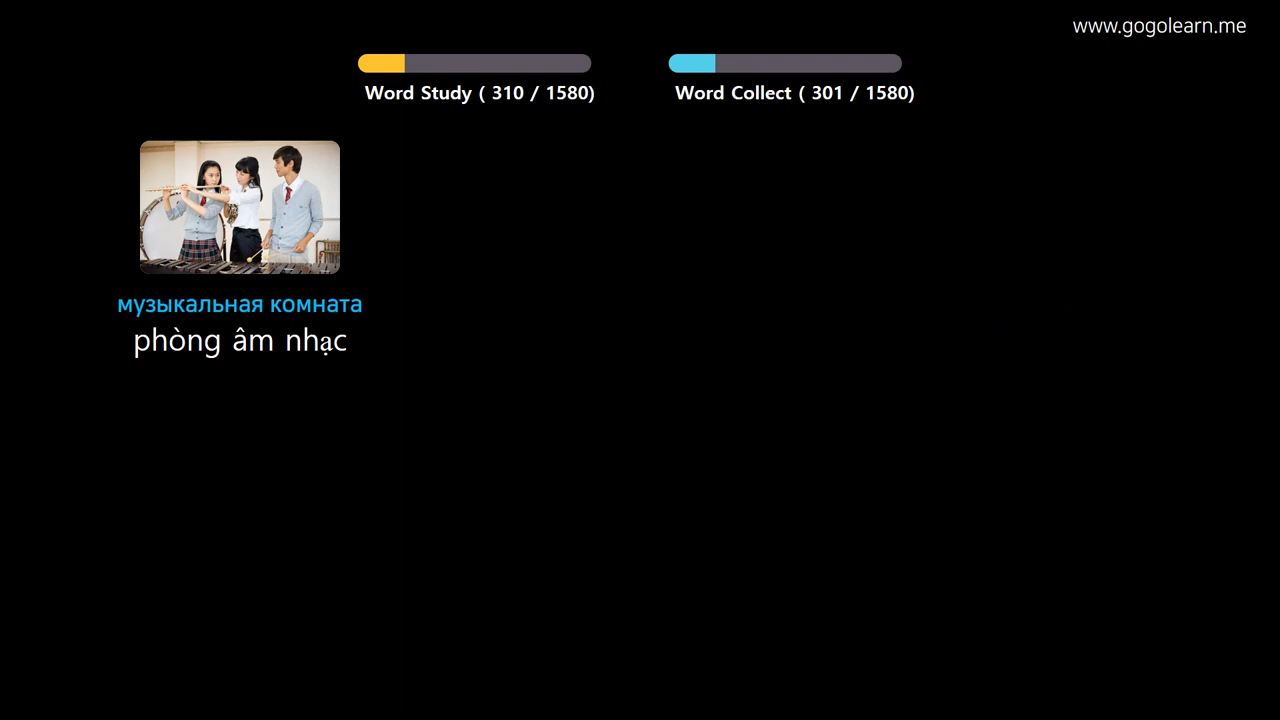 www.gogolearn.me
Word Study ( 310 / 1580)
Word Collect ( 301 / 1580)
музыкальная комната
phòng âm nhạc